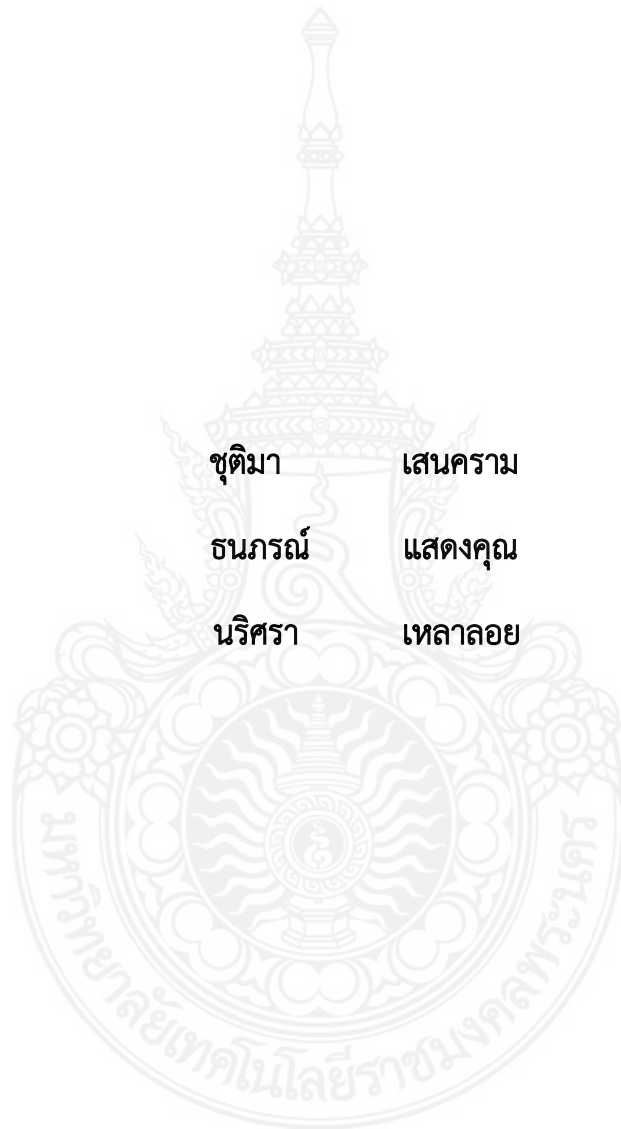 ชุติมา เสนคราม
ธนภรณ์ แสดงคุณ
นริศรา เหลาลอย
มหาวิทยาลัยเทคโนโลยีราชมงคลพระนคร